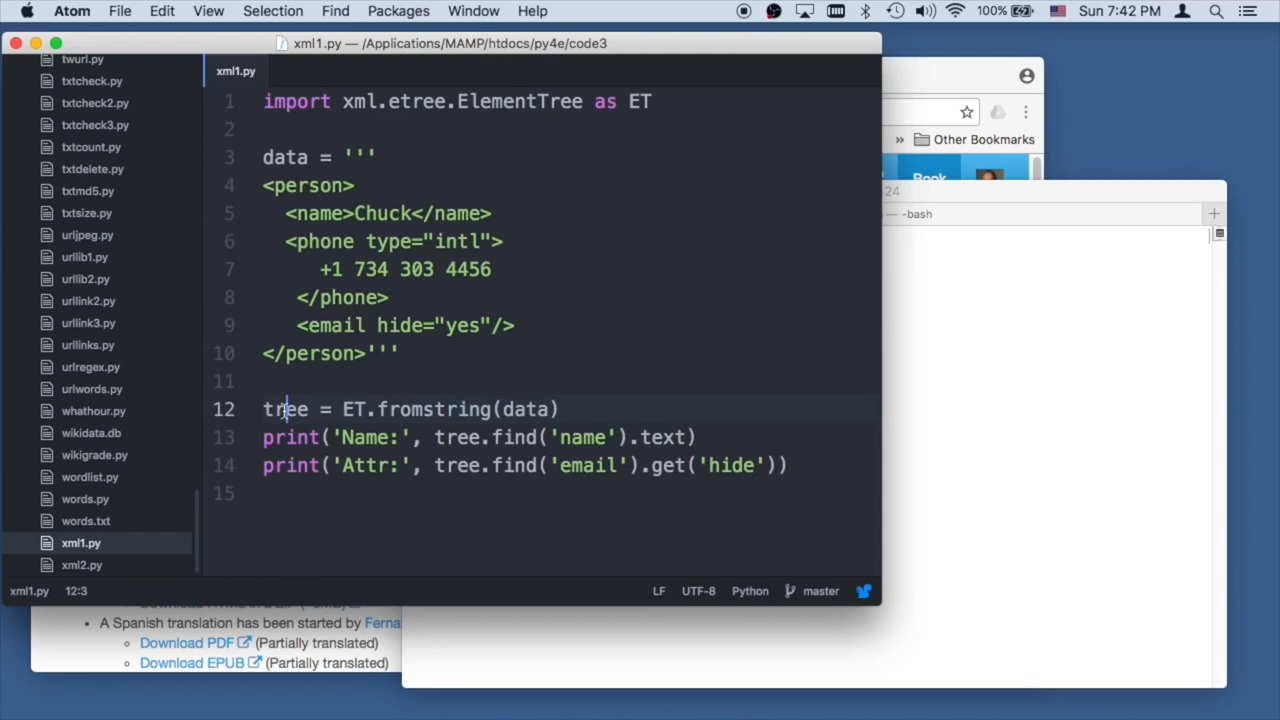 Atom File Edit View Selection Find Packages Window Help 100% Sun 7:42 PM
xml1.py — /Applications/MAMP/htdocs/py4e/code3
twurl.py
txtcheck.py
txtcheck2.py
txtcheck3.py
txtcount.py
txtdelete.py
txtmd5.py
txtsize.py
urljpeg.py
urllib1.py
urllib2.py
urllink2.py
urllink3.py
urllinks.py
urlregex.py
urlwords.py
whathour.py
wikidata.db
wikigrade.py
wordlist.py
words.py
words.txt
xml1.py
xml2.py
xml1.py
1 import xml.etree.ElementTree as ET
2
3 data = '''
4 <person>
5 <name>Chuck</name>
6 <phone type="intl">
7 +1 734 303 4456
8 </phone>
9 <email hide="yes"/>
10 </person>'''
11
12 tree = ET.fromstring(data)
13 print('Name:', tree.find('name').text)
14 print('Attr:', tree.find('email').get('hide'))
15
xml1.py 12:3 LF UTF-8 Python master
» Other Bookmarks
Book
24
— -bash
A Spanish translation has been started by Ferna
Download PDF (Partially translated)
Download EPUB (Partially translated)